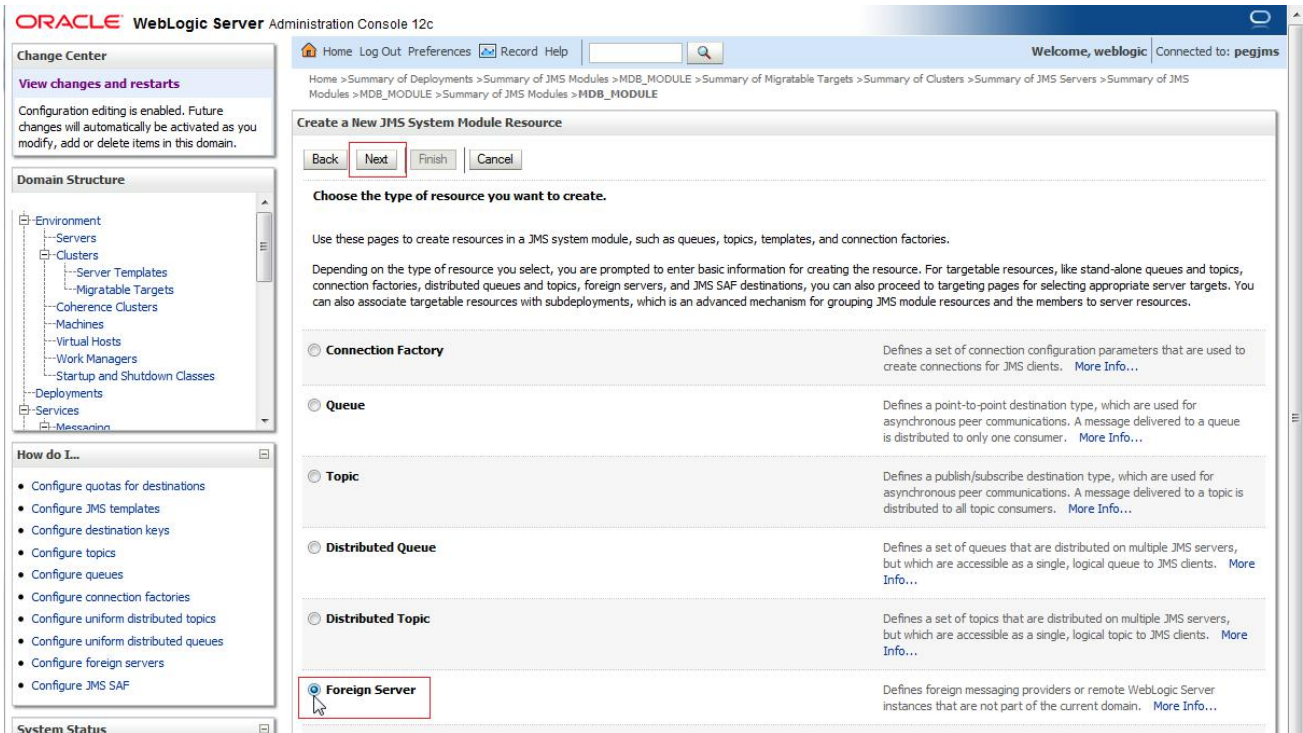 ORACLE WebLogic Server Administration Console 12c
Change Center
View changes and restarts
Configuration editing is enabled. Future
changes will automatically be activated as you
modify, add or delete items in this domain.
Domain Structure
Environment
Servers
Clusters
Server Templates
Migratable Targets
Coherence Clusters
Machines
Virtual Hosts
Work Managers
Startup and Shutdown Classes
Deployments
Services
Messaging
How do I...
Configure quotas for destinations
Configure JMS templates
Configure destination keys
Configure topics
Configure queues
Configure connection factories
Configure uniform distributed topics
Configure uniform distributed queues
Configure foreign servers
Configure JMS SAF
System Status
Home Log Out Preferences Record Help
Welcome, weblogic Connected to: pegjms
Home >Summary of Deployments >Summary of JMS Modules >MDB_MODULE >Summary of Migratable Targets >Summary of Clusters >Summary of JMS Servers >Summary of JMS
Modules >MDB_MODULE >Summary of JMS Modules >MDB_MODULE
Create a New JMS System Module Resource
Back Next Finish Cancel
Choose the type of resource you want to create.
Use these pages to create resources in a JMS system module, such as queues, topics, templates, and connection factories.
Depending on the type of resource you select, you are prompted to enter basic information for creating the resource. For targetable resources, like stand-alone queues and topics,
connection factories, distributed queues and topics, foreign servers, and JMS SAF destinations, you can also proceed to targeting pages for selecting appropriate server targets. You
can also associate targetable resources with subdeployments, which is an advanced mechanism for grouping JMS module resources and the members to server resources.
Connection Factory
Defines a set of connection configuration parameters that are used to
create connections for JMS clients. More Info...
Queue
Defines a point-to-point destination type, which are used for
asynchronous peer communications. A message delivered to a queue
is distributed to only one consumer. More Info...
Topic
Defines a publish/subscribe destination type, which are used for
asynchronous peer communications. A message delivered to a topic is
distributed to all topic consumers. More Info...
Distributed Queue
Defines a set of queues that are distributed on multiple JMS servers,
but which are accessible as a single, logical queue to JMS clients. More
Info...
Distributed Topic
Defines a set of topics that are distributed on multiple JMS servers,
but which are accessible as a single, logical topic to JMS clients. More
Info...
Foreign Server
Defines foreign messaging providers or remote WebLogic Server
instances that are not part of the current domain. More Info...